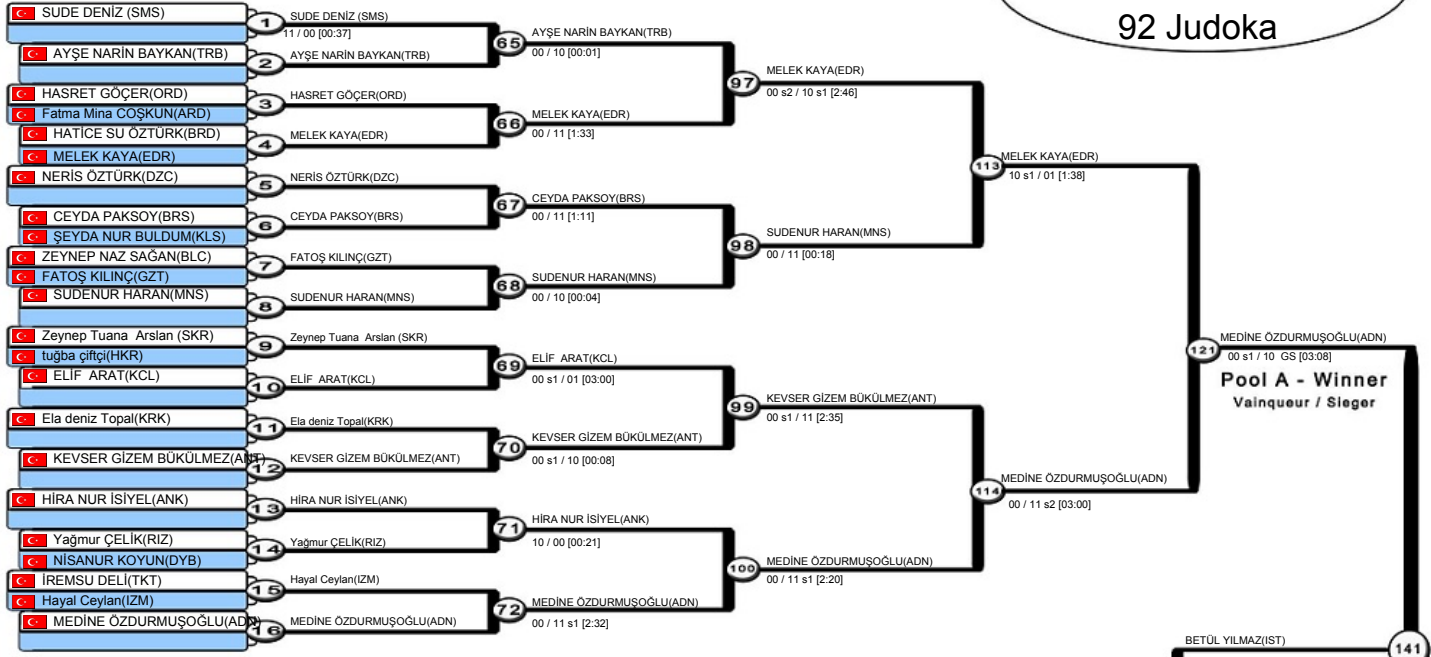 SUDE DENİZ (SMS)
AYŞE NARİN BAYKAN(TRB)
HASRET GÖÇER(ORD)
Fatma Mina COŞKUN(ARD)
HATİCE SU ÖZTÜRK(BRD)
MELEK KAYA(EDR)
NERİS ÖZTÜRK(DZC)
CEYDA PAKSOY(BRS)
ŞEYDA NUR BULDUM(KLS)
ZEYNEP NAZ SAĞAN(BLC)
FATOŞ KILINÇ(GZT)
SUDENUR HARAN(MNS)
Zeynep Tuana Arslan (SKR)
tuğba çiftçi(HKR)
ELİF ARAT(KCL)
Ela deniz Topal(KRK)
KEVSER GİZEM BÜKÜLMEZ(ANT)
HİRA NUR İSİYEL(ANK)
Yağmur ÇELİK(RIZ)
NİSANUR KOYUN(DYB)
İREMSU DELİ(TKT)
Hayal Ceylan(IZM)
MEDİNE ÖZDURMUŞOĞLU(ADN)
1 SUDE DENİZ (SMS)
11 / 00 [00:37]
2 AYŞE NARİN BAYKAN(TRB)
3 HASRET GÖÇER(ORD)
4 MELEK KAYA(EDR)
5 NERİS ÖZTÜRK(DZC)
6 CEYDA PAKSOY(BRS)
7 FATOŞ KILINÇ(GZT)
8 SUDENUR HARAN(MNS)
9 Zeynep Tuana Arslan (SKR)
10 ELİF ARAT(KCL)
11 Ela deniz Topal(KRK)
12 KEVSER GİZEM BÜKÜLMEZ(ANT)
13 HİRA NUR İSİYEL(ANK)
14 Yağmur ÇELİK(RIZ)
15 Hayal Ceylan(IZM)
16 MEDİNE ÖZDURMUŞOĞLU(ADN)
65 AYŞE NARİN BAYKAN(TRB)
00 / 10 [00:01]
66 MELEK KAYA(EDR)
00 / 11 [1:33]
67 CEYDA PAKSOY(BRS)
00 / 11 [1:11]
68 SUDENUR HARAN(MNS)
00 / 10 [00:04]
69 ELİF ARAT(KCL)
00 s1 / 01 [03:00]
70 KEVSER GİZEM BÜKÜLMEZ(ANT)
00 s1 / 10 [00:08]
71 HİRA NUR İSİYEL(ANK)
10 / 00 [00:21]
72 MEDİNE ÖZDURMUŞOĞLU(ADN)
00 / 11 s1 [2:32]
97 MELEK KAYA(EDR)
00 s2 / 10 s1 [2:46]
98 SUDENUR HARAN(MNS)
00 / 11 [00:18]
99 KEVSER GİZEM BÜKÜLMEZ(ANT)
00 s1 / 11 [2:35]
100 MEDİNE ÖZDURMUŞOĞLU(ADN)
00 / 11 s1 [2:20]
113 MELEK KAYA(EDR)
10 s1 / 01 [1:38]
114 MEDİNE ÖZDURMUŞOĞLU(ADN)
00 / 11 s2 [03:00]
92 Judoka
121 MEDİNE ÖZDURMUŞOĞLU(ADN)
00 s1 / 10 GS [03:08]
Pool A - Winner
Vainqueur / Sieger
BETÜL YILMAZ(IST)
141